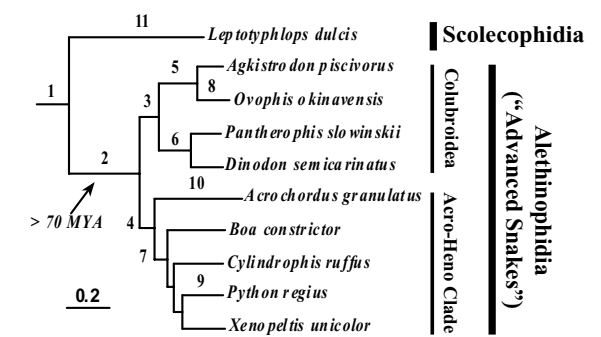 11
Leptotyphlops dulcis
Scolecophidia
1
5
Agkistrodon piscivorus
8
Ovophis okinavensis
3
6
Pantherophis slowinskii
Dinodon semicarinatus
Colubroidea
2
> 70 MYA
10
Acrochordus granulatus
4
Boa constrictor
7
Cylindrophis ruffus
9
Python regius
Xenopeltis unicolor
Acro-Heno Clade
Alethinophidia
("Advanced Snakes")
0.2